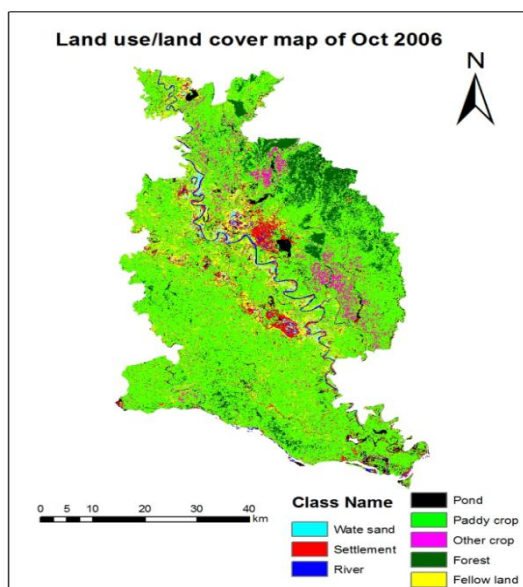 Land use/land cover map of Oct 2006
N
0 5 10 20 30 40
km
Class Name
Wate sand
Settlement
River
Pond
Paddy crop
Other crop
Forest
Fellow land